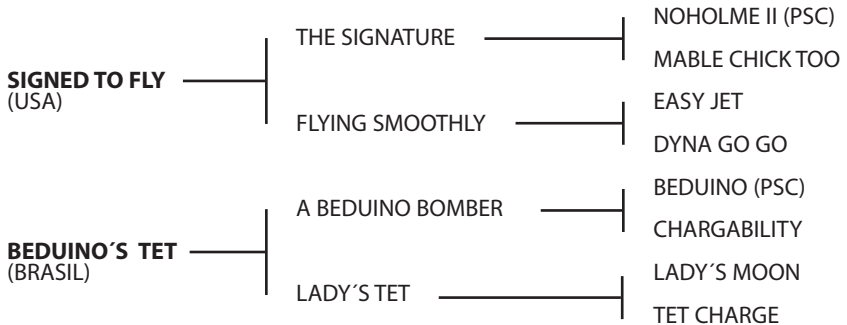 NOHOLME II (PSC)
THE SIGNATURE
MABLE CHICK TOO
SIGNED TO FLY
(USA)
EASY JET
FLYING SMOOTHLY
DYNA GO GO
BEDUINO (PSC)
A BEDUINO BOMBER
CHARGABILITY
BEDUINO´S TET
(BRASIL)
LADY´S MOON
LADY´S TET
TET CHARGE